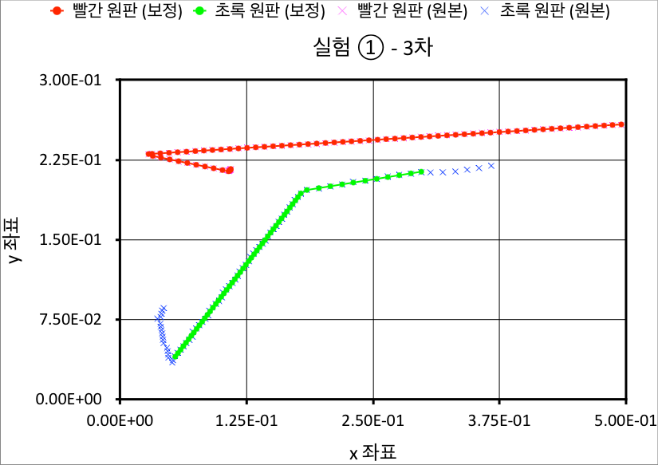 빨간 원판 (보정) 초록 원판 (보정) 빨간 원판 (원본) 초록 원판 (원본)
실험 ① - 3차
3.00E-01
2.25E-01
1.50E-01
7.50E-02
0.00E+00
y 좌표
0.00E+00 1.25E-01 2.50E-01 3.75E-01 5.00E-01
x 좌표